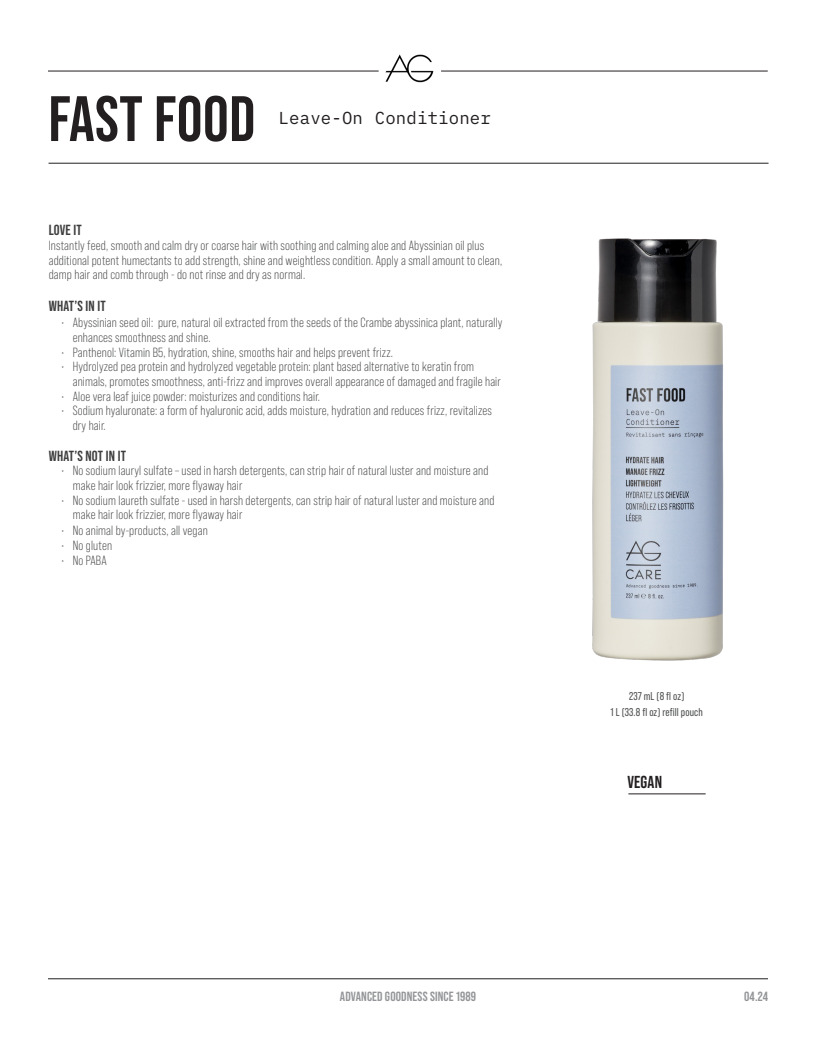 AG
FAST FOOD Leave-On Conditioner
LOVE IT
Instantly feed, smooth and calm dry or coarse hair with soothing and calming aloe and Abyssinian oil plus
additional potent humectants to add strength, shine and weightless condition. Apply a small amount to clean,
damp hair and comb through - do not rinse and dry as normal.
WHAT'S IN IT
· Abyssinian seed oil: pure, natural oil extracted from the seeds of the Crambe abyssinica plant, naturally
enhances smoothness and shine.
· Panthenol: Vitamin B5, hydration, shine, smooths hair and helps prevent frizz.
· Hydrolyzed pea protein and hydrolyzed vegetable protein: plant based alternative to keratin from
animals, promotes smoothness, anti-frizz and improves overall appearance of damaged and fragile hair
· Aloe vera leaf juice powder: moisturizes and conditions hair.
· Sodium hyaluronate: a form of hyaluronic acid, adds moisture, hydration and reduces frizz, revitalizes
dry hair.
WHAT'S NOT IN IT
· No sodium lauryl sulfate – used in harsh detergents, can strip hair of natural luster and moisture and
make hair look frizzier, more flyaway hair
· No sodium laureth sulfate - used in harsh detergents, can strip hair of natural luster and moisture and
make hair look frizzier, more flyaway hair
· No animal by-products, all vegan
· No gluten
· No PABA
FAST FOOD
Leave-On
Conditioner
Revitalisant sans rinçage
HYDRATE HAIR
MANAGE FRIZZ
LIGHTWEIGHT
HYDRATEZ LES CHEVEUX
CONTRÔLEZ LES FRISOTTIS
LÉGER
AG
CARE
Advanced goodness since 1989
237 ml ℮ 8 fl. oz.
237 mL (8 fl oz)
1 L (33.8 fl oz) refill pouch
VEGAN
ADVANCED GOODNESS SINCE 1989
04.24